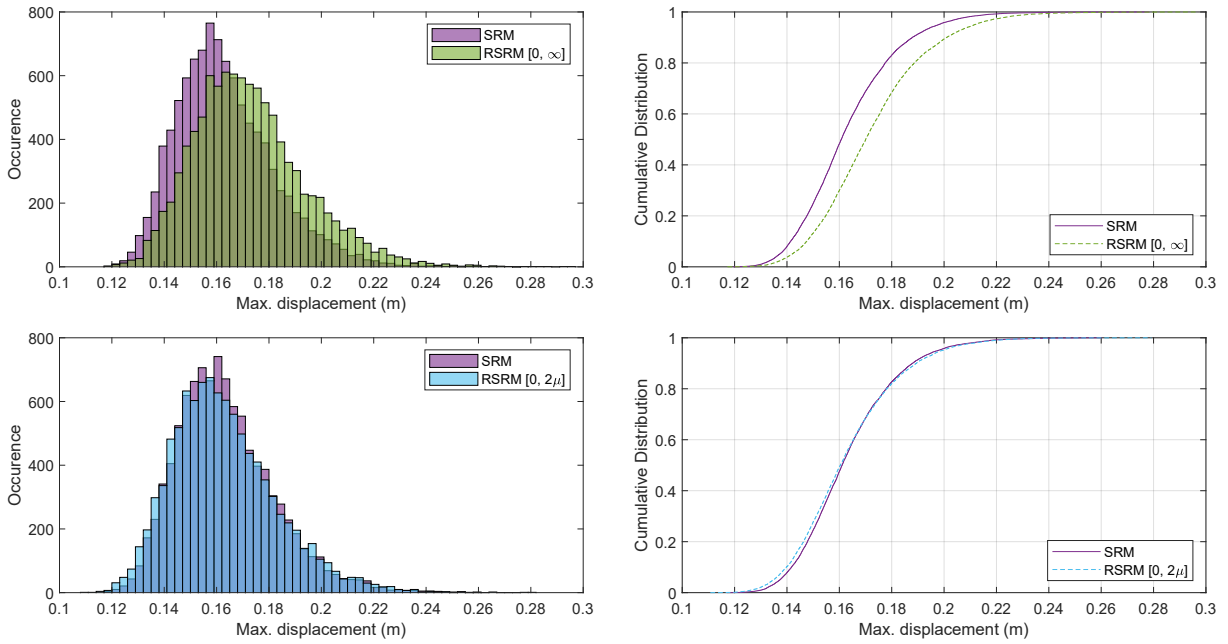 800
600
400
200
0
Occurence
SRM
RSRM [0, ∞]
0.1 0.12 0.14 0.16 0.18 0.2 0.22 0.24 0.26 0.28 0.3
Max. displacement (m)
1
0.8
0.6
0.4
0.2
0
Cumulative Distribution
SRM
RSRM [0, ∞]
0.1 0.12 0.14 0.16 0.18 0.2 0.22 0.24 0.26 0.28 0.3
Max. displacement (m)
800
600
400
200
0
Occurence
SRM
RSRM [0, 2μ]
0.1 0.12 0.14 0.16 0.18 0.2 0.22 0.24 0.26 0.28 0.3
Max. displacement (m)
1
0.8
0.6
0.4
0.2
0
Cumulative Distribution
SRM
RSRM [0, 2μ]
0.1 0.12 0.14 0.16 0.18 0.2 0.22 0.24 0.26 0.28 0.3
Max. displacement (m)